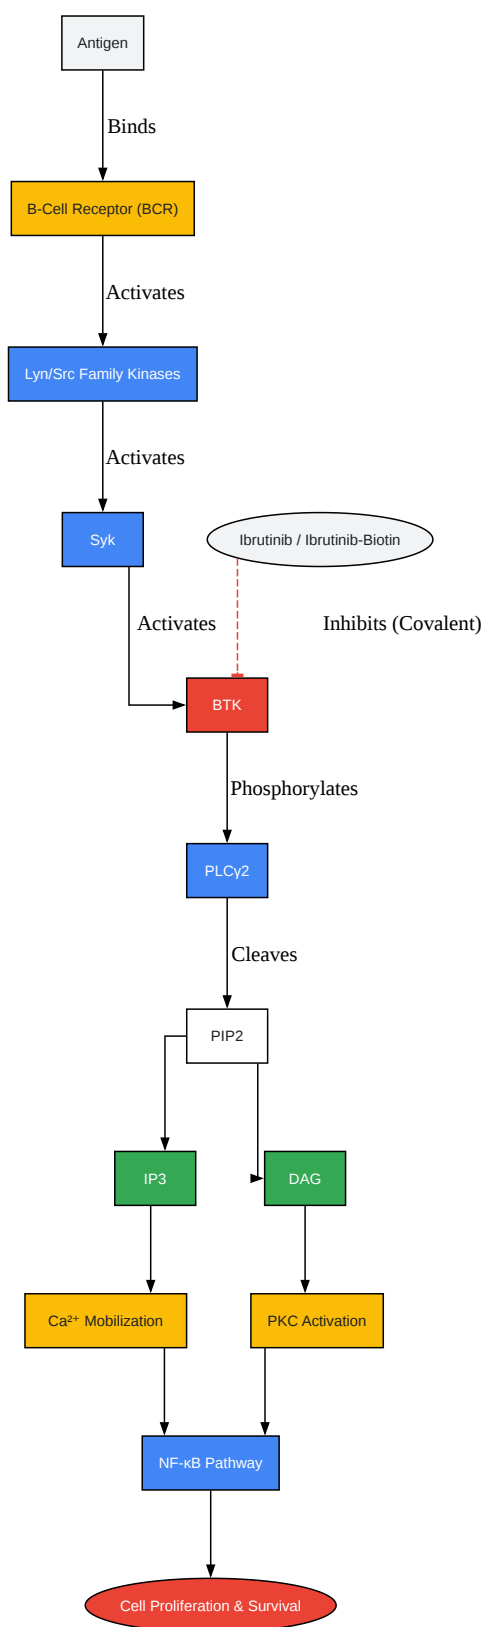 Antigen
Binds
B-Cell Receptor (BCR)
Activates
Lyn/Src Family Kinases
Activates
Syk
Ibrutinib / Ibrutinib-Biotin
Activates
Inhibits (Covalent)
BTK
Phosphorylates
PLCγ2
Cleaves
PIP2
IP3
DAG
Ca²⁺ Mobilization
PKC Activation
NF-κB Pathway
Cell Proliferation & Survival